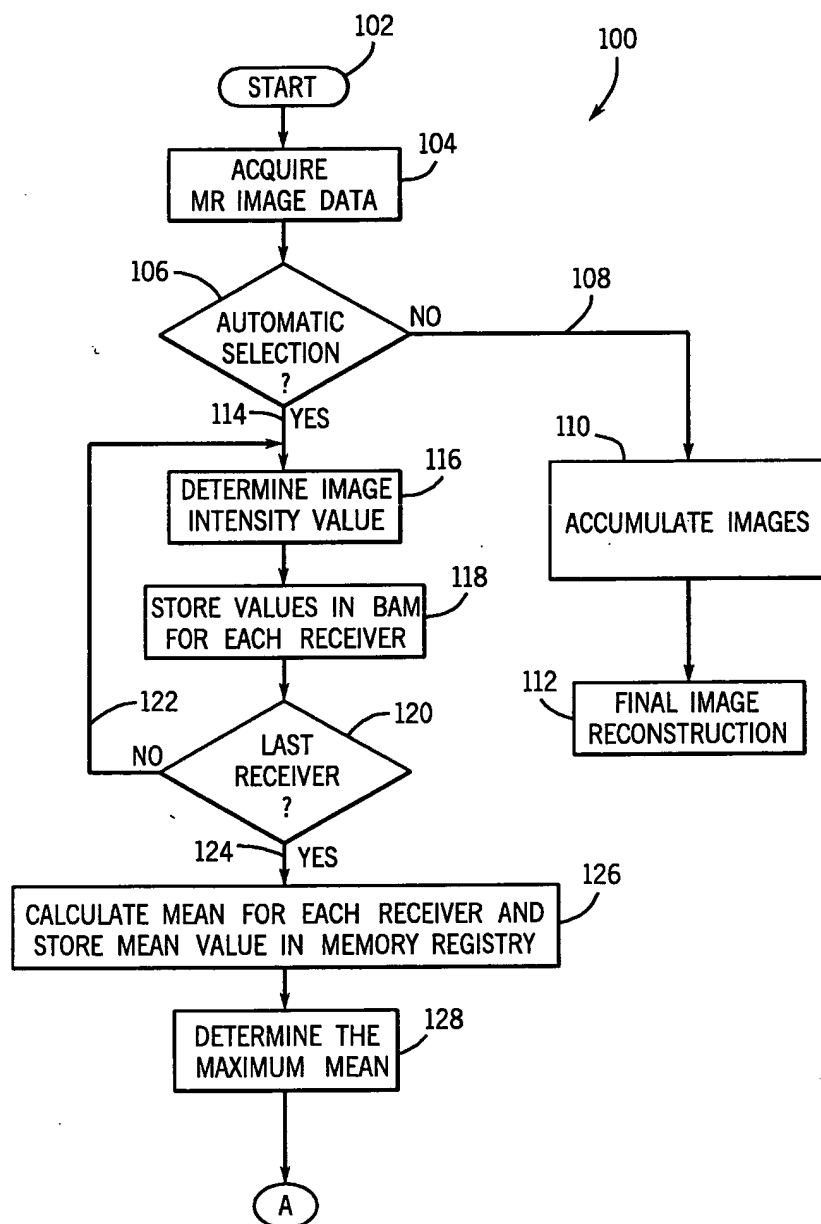 102
100
START
104
ACQUIRE
MR IMAGE DATA
106
AUTOMATIC
SELECTION
?
NO
108
114
YES
110
116
DETERMINE IMAGE
INTENSITY VALUE
ACCUMULATE IMAGES
118
STORE VALUES IN BAM
FOR EACH RECEIVER
112
FINAL IMAGE
RECONSTRUCTION
122
120
NO
LAST
RECEIVER
?
124
YES
126
CALCULATE MEAN FOR EACH RECEIVER AND
STORE MEAN VALUE IN MEMORY REGISTRY
128
DETERMINE THE
MAXIMUM MEAN
A